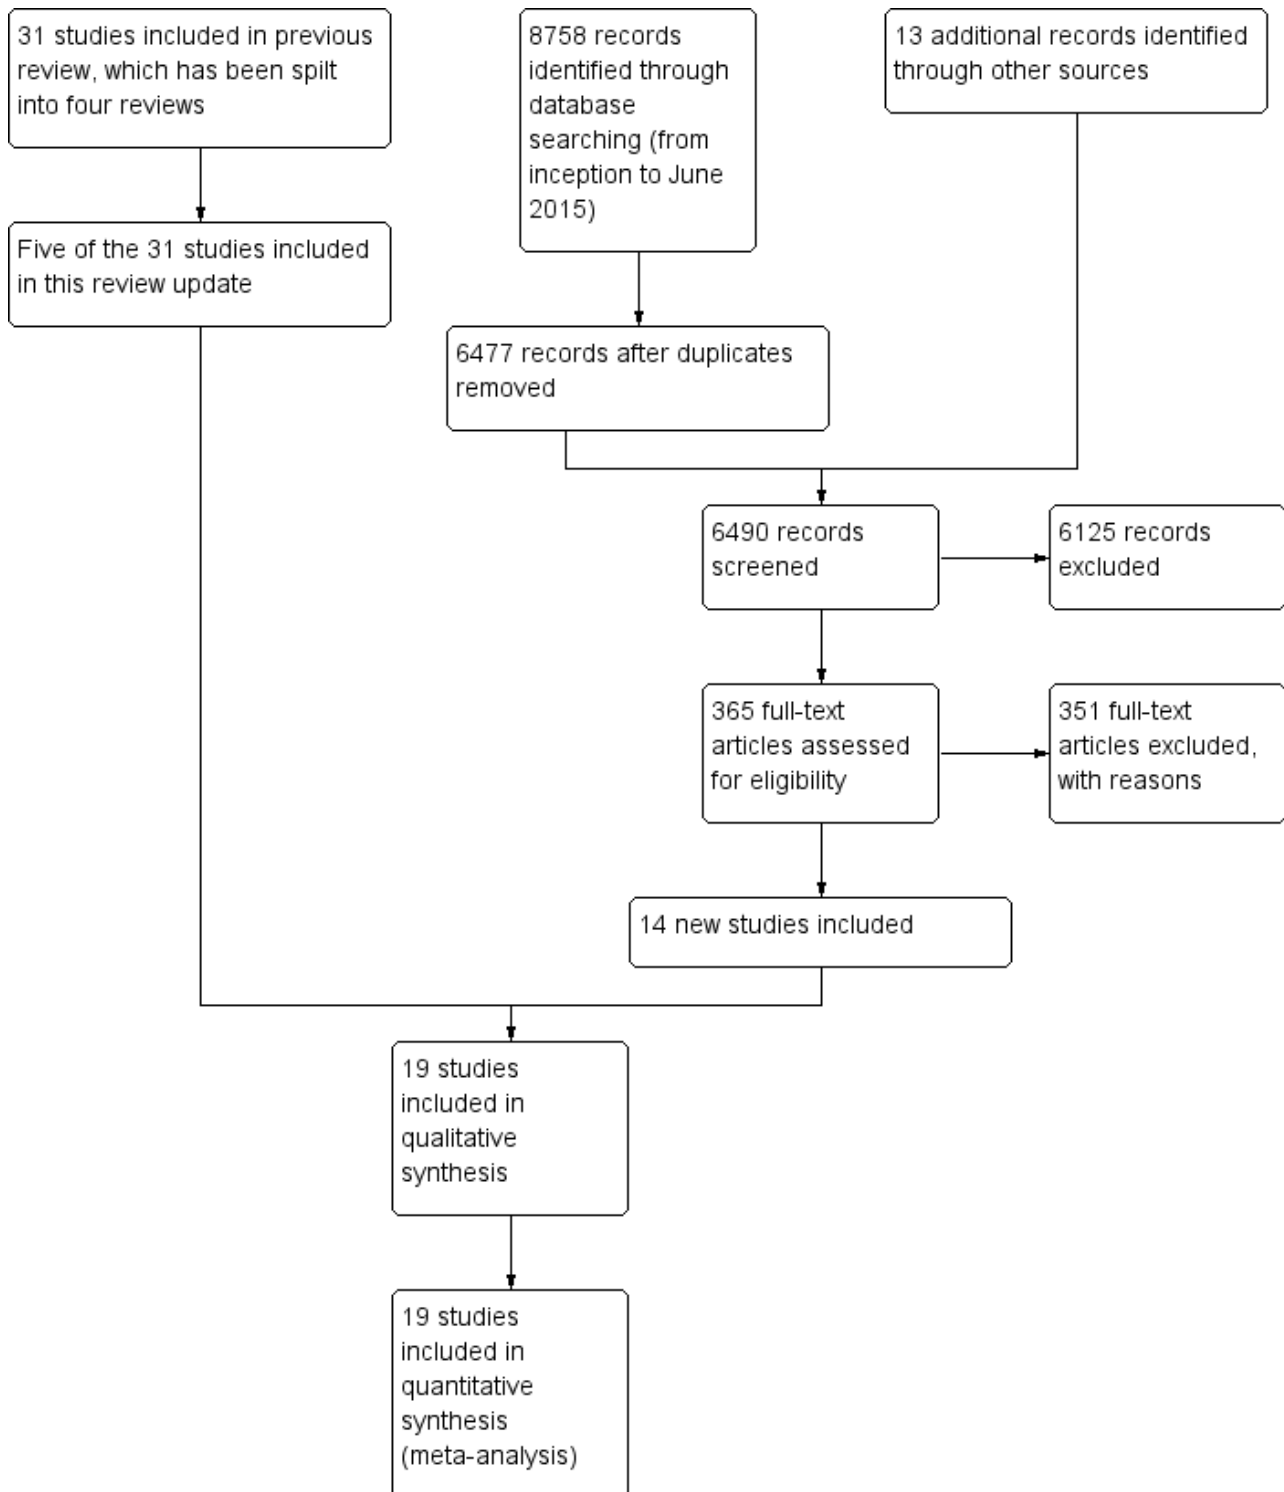 31 studies included in previous
review, which has been spilt
into four reviews
8758 records
identified through
database
searching (from
inception to June
2015)
13 additional records identified
through other sources
Five of the 31 studies included
in this review update
6477 records after duplicates
removed
6490 records
screened
6125 records
excluded
365 full-text
articles assessed
for eligibility
351 full-text
articles excluded,
with reasons
14 new studies included
19 studies
included in
qualitative
synthesis
19 studies
included in
quantitative
synthesis
(meta-analysis)